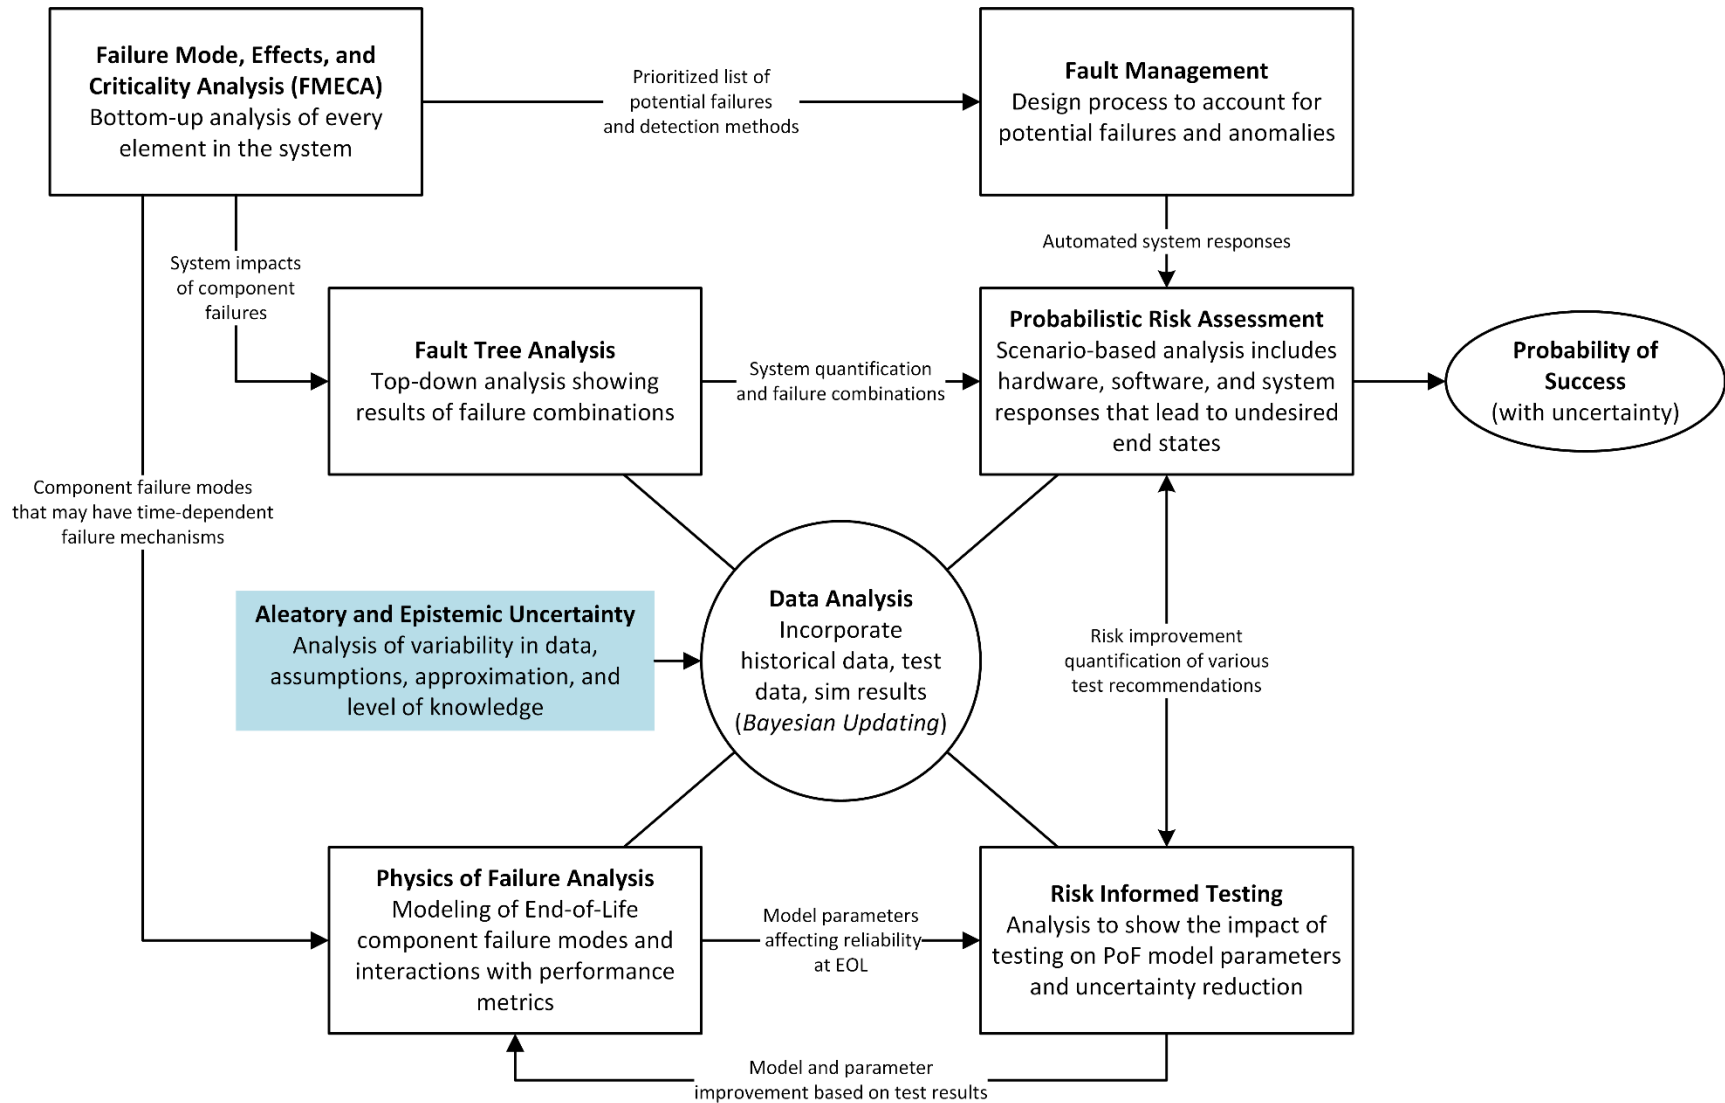 Failure Mode, Effects, and
Criticality Analysis (FMECA)
Bottom-up analysis of every
element in the system
Prioritized list of
potential failures
and detection methods
Fault Management
Design process to account for
potential failures and anomalies
System impacts
of component
failures
Automated system responses
Fault Tree Analysis
Top-down analysis showing
results of failure combinations
System quantification
and failure combinations
Probabilistic Risk Assessment
Scenario-based analysis includes
hardware, software, and system
responses that lead to undesired
end states
Probability of
Success
(with uncertainty)
Component failure modes
that may have time-dependent
failure mechanisms
Aleatory and Epistemic Uncertainty
Analysis of variability in data,
assumptions, approximation, and
level of knowledge
Data Analysis
Incorporate
historical data, test
data, sim results
(Bayesian Updating)
Risk improvement
quantification of various
test recommendations
Physics of Failure Analysis
Modeling of End-of-Life
component failure modes and
interactions with performance
metrics
Model parameters
affecting reliability
at EOL
Risk Informed Testing
Analysis to show the impact of
testing on PoF model parameters
and uncertainty reduction
Model and parameter
improvement based on test results